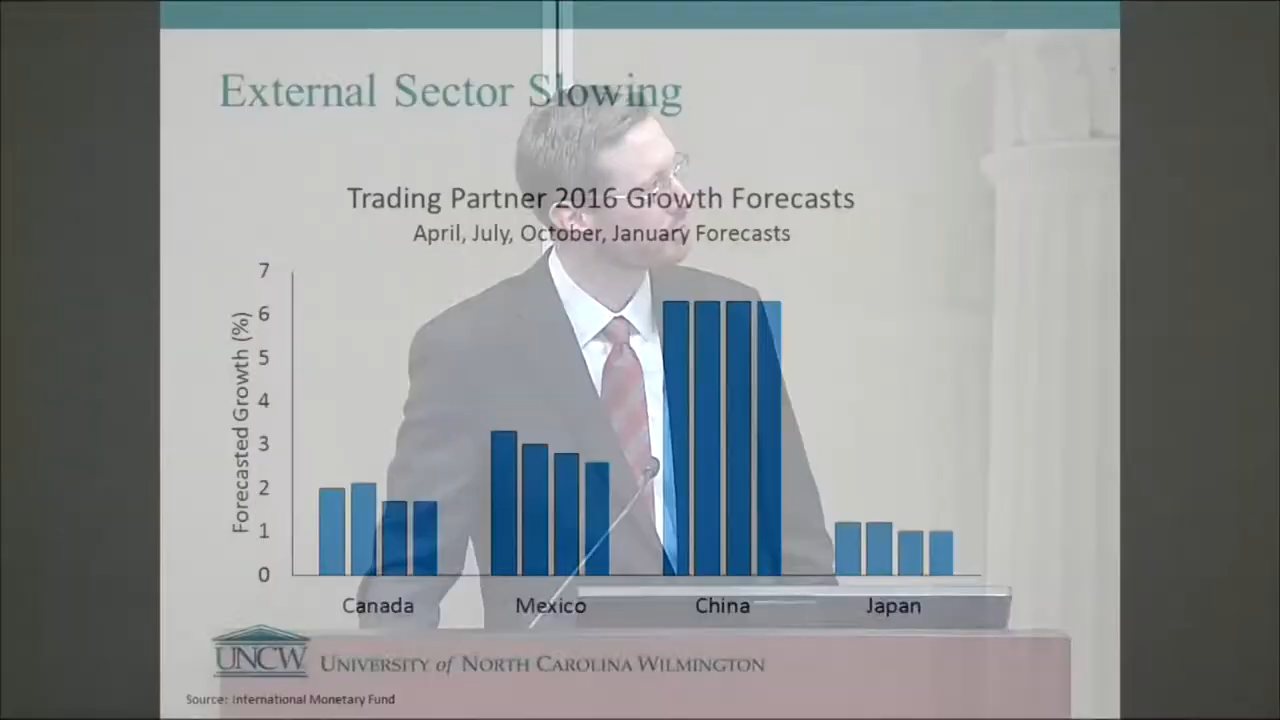 External Sector Slowing
Trading Partner 2016 Growth Forecasts
April, July, October, January Forecasts
Forecasted Growth (%)
7
6
5
4
3
2
1
0
Canada Mexico China Japan
UNCW UNIVERSITY of NORTH CAROLINA WILMINGTON
Source: International Monetary Fund